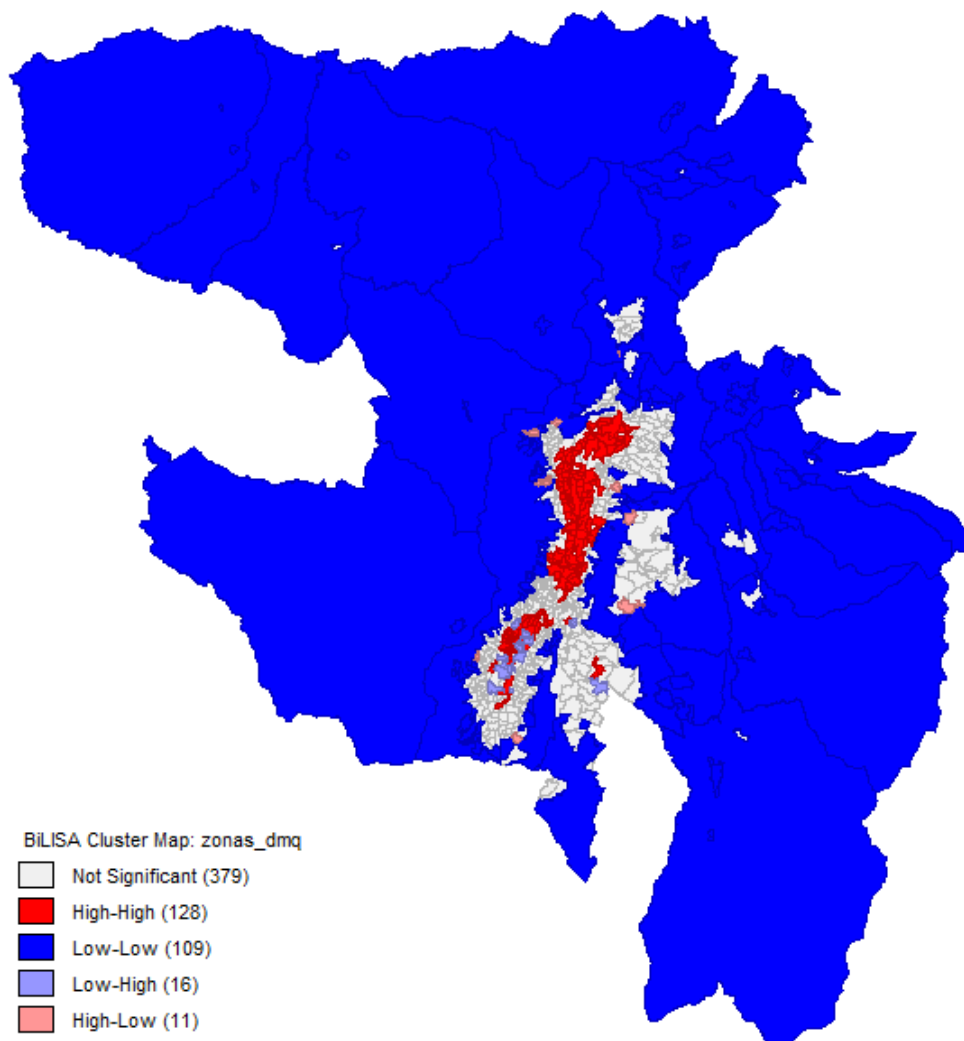 BiLISA Cluster Map: zonas_dmq
Not Significant (379)
High-High (128)
Low-Low (109)
Low-High (16)
High-Low (11)